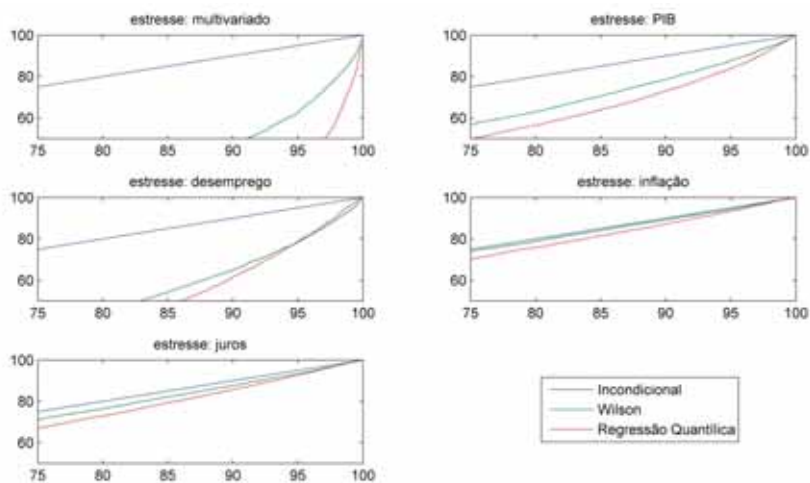 estresse: multivariado
100
80
60
75 80 85 90 95 100
estresse: PIB
100
80
60
75 80 85 90 95 100
estresse: desemprego
100
80
60
75 80 85 90 95 100
estresse: inflação
100
80
60
75 80 85 90 95 100
estresse: juros
100
80
60
75 80 85 90 95 100
Incondicional
Wilson
Regressão Quantílica